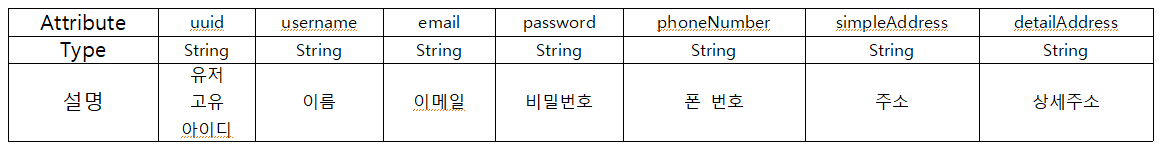 Attribute uuid username email password phoneNumber simpleAddress detailAddress
Type String String String String String String String
설명 유저 고유 아이디 이름 이메일 비밀번호 폰 번호 주소 상세주소